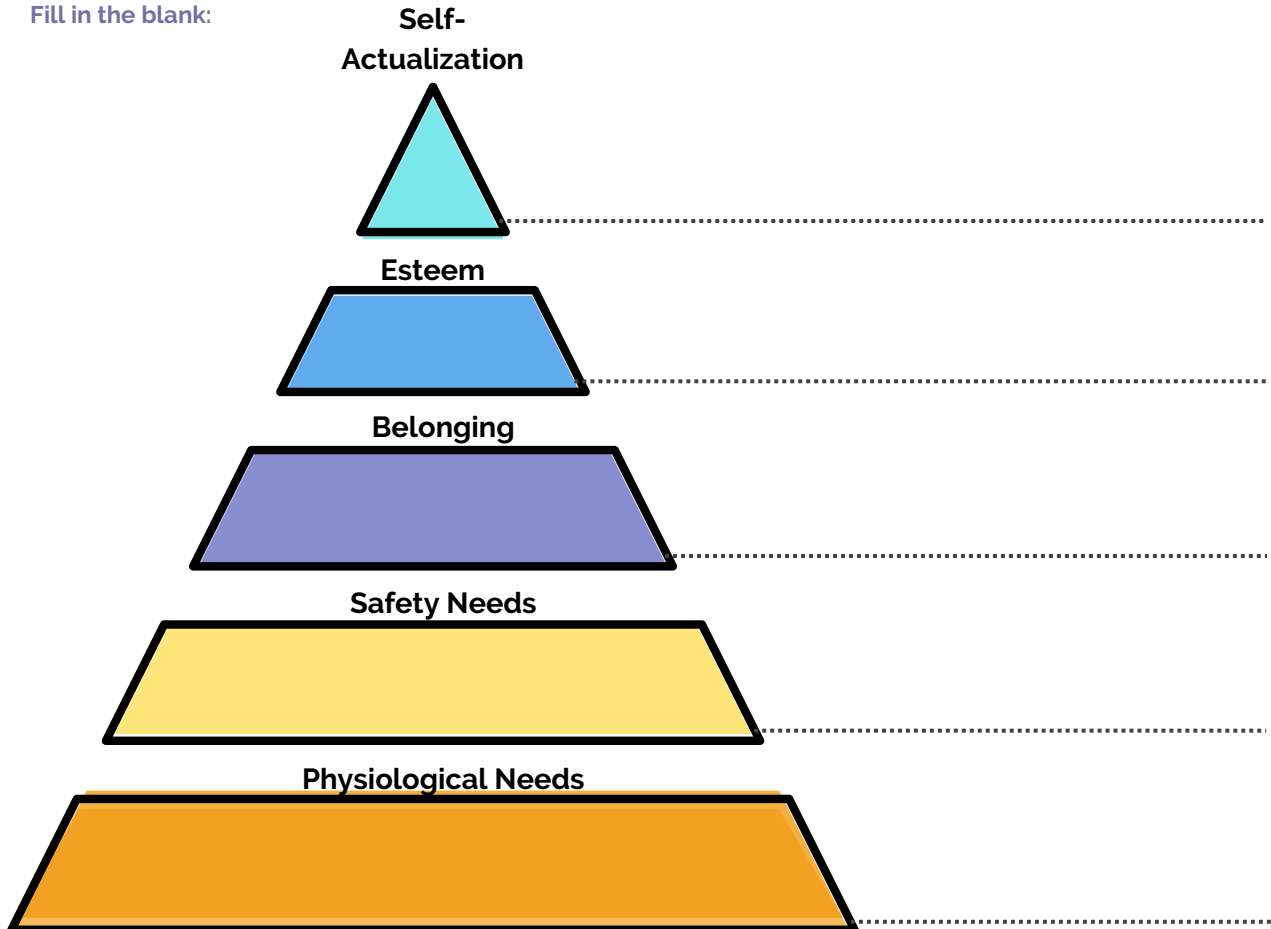 Fill in the blank:
Self-
Actualization
Esteem
Belonging
Safety Needs
Physiological Needs